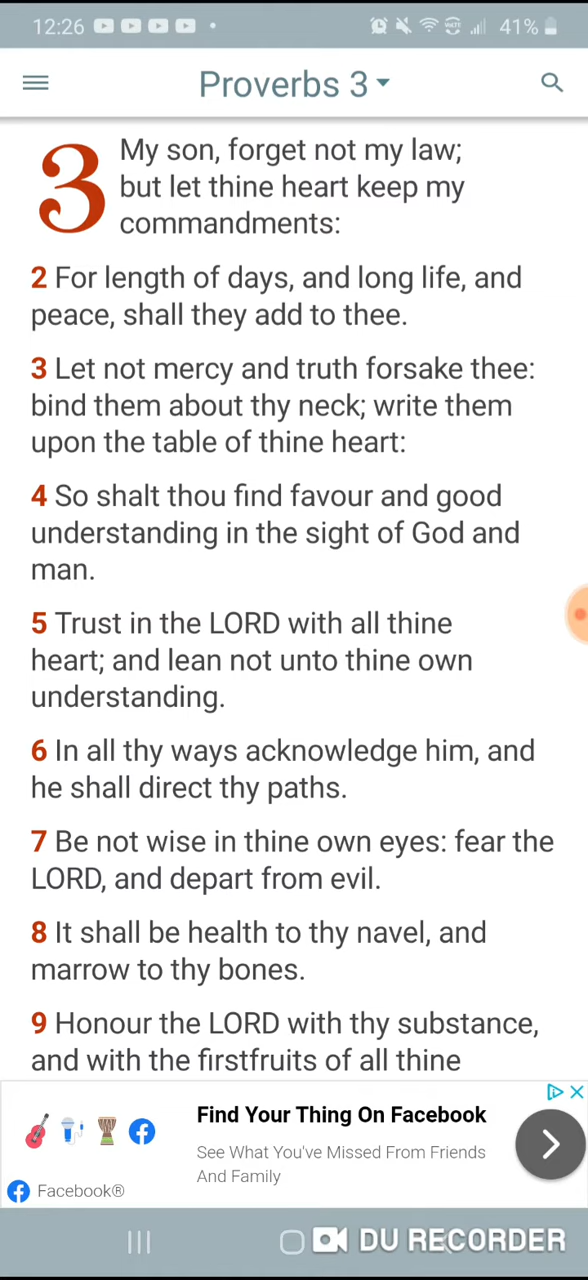 12:26
41%
Proverbs 3
3 My son, forget not my law;
but let thine heart keep my
commandments:
2 For length of days, and long life, and
peace, shall they add to thee.
3 Let not mercy and truth forsake thee:
bind them about thy neck; write them
upon the table of thine heart:
4 So shalt thou find favour and good
understanding in the sight of God and
man.
5 Trust in the LORD with all thine
heart; and lean not unto thine own
understanding.
6 In all thy ways acknowledge him, and
he shall direct thy paths.
7 Be not wise in thine own eyes: fear the
LORD, and depart from evil.
8 It shall be health to thy navel, and
marrow to thy bones.
9 Honour the LORD with thy substance,
and with the firstfruits of all thine
Find Your Thing On Facebook
See What You've Missed From Friends
And Family
Facebook®
DU RECORDER